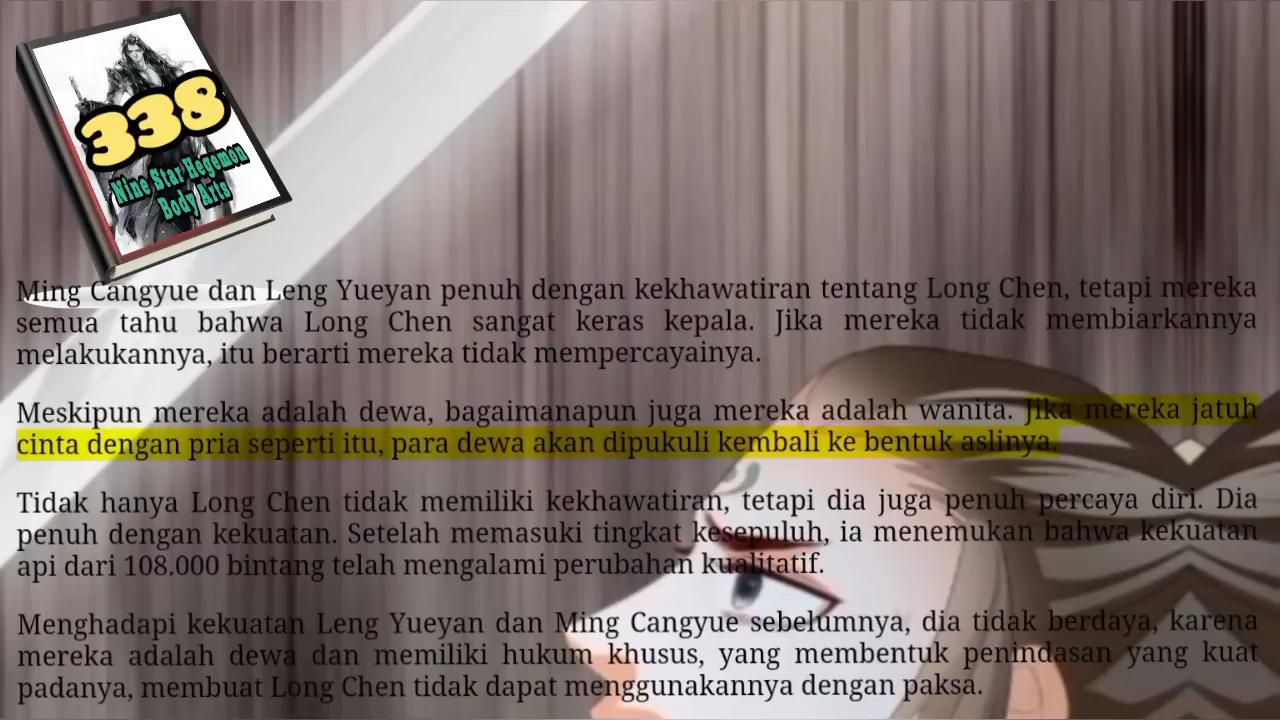 338
Nine Star Hegemon
Body Arts
Ming Cangyue dan Leng Yueyan penuh dengan kekhawatiran tentang Long Chen, tetapi mereka
semua tahu bahwa Long Chen sangat keras kepala. Jika mereka tidak membiarkannya
melakukannya, itu berarti mereka tidak mempercayainya.
Meskipun mereka adalah dewa, bagaimanapun juga mereka adalah wanita. Jika mereka jatuh
cinta dengan pria seperti itu, para dewa akan dipukuli kembali ke bentuk aslinya.
Tidak hanya Long Chen tidak memiliki kekhawatiran, tetapi dia juga penuh percaya diri. Dia
penuh dengan kekuatan. Setelah memasuki tingkat kesepuluh, ia menemukan bahwa kekuatan
api dari 108.000 bintang telah mengalami perubahan kualitatif.
Menghadapi kekuatan Leng Yueyan dan Ming Cangyue sebelumnya, dia tidak berdaya, karena
mereka adalah dewa dan memiliki hukum khusus, yang membentuk penindasan yang kuat
padanya, membuat Long Chen tidak dapat menggunakannya dengan paksa.